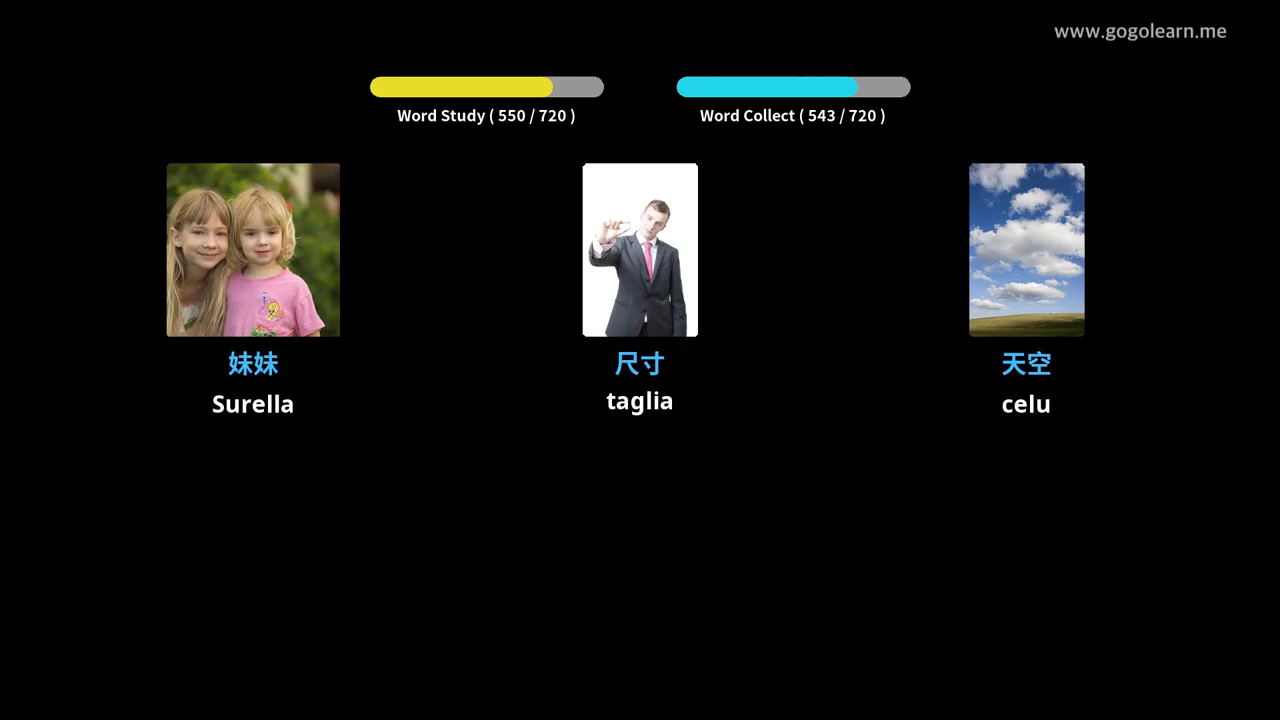 www.gogolearn.me
Word Study ( 550 / 720 )
Word Collect ( 543 / 720 )
妹妹
Surella
尺寸
taglia
天空
celu